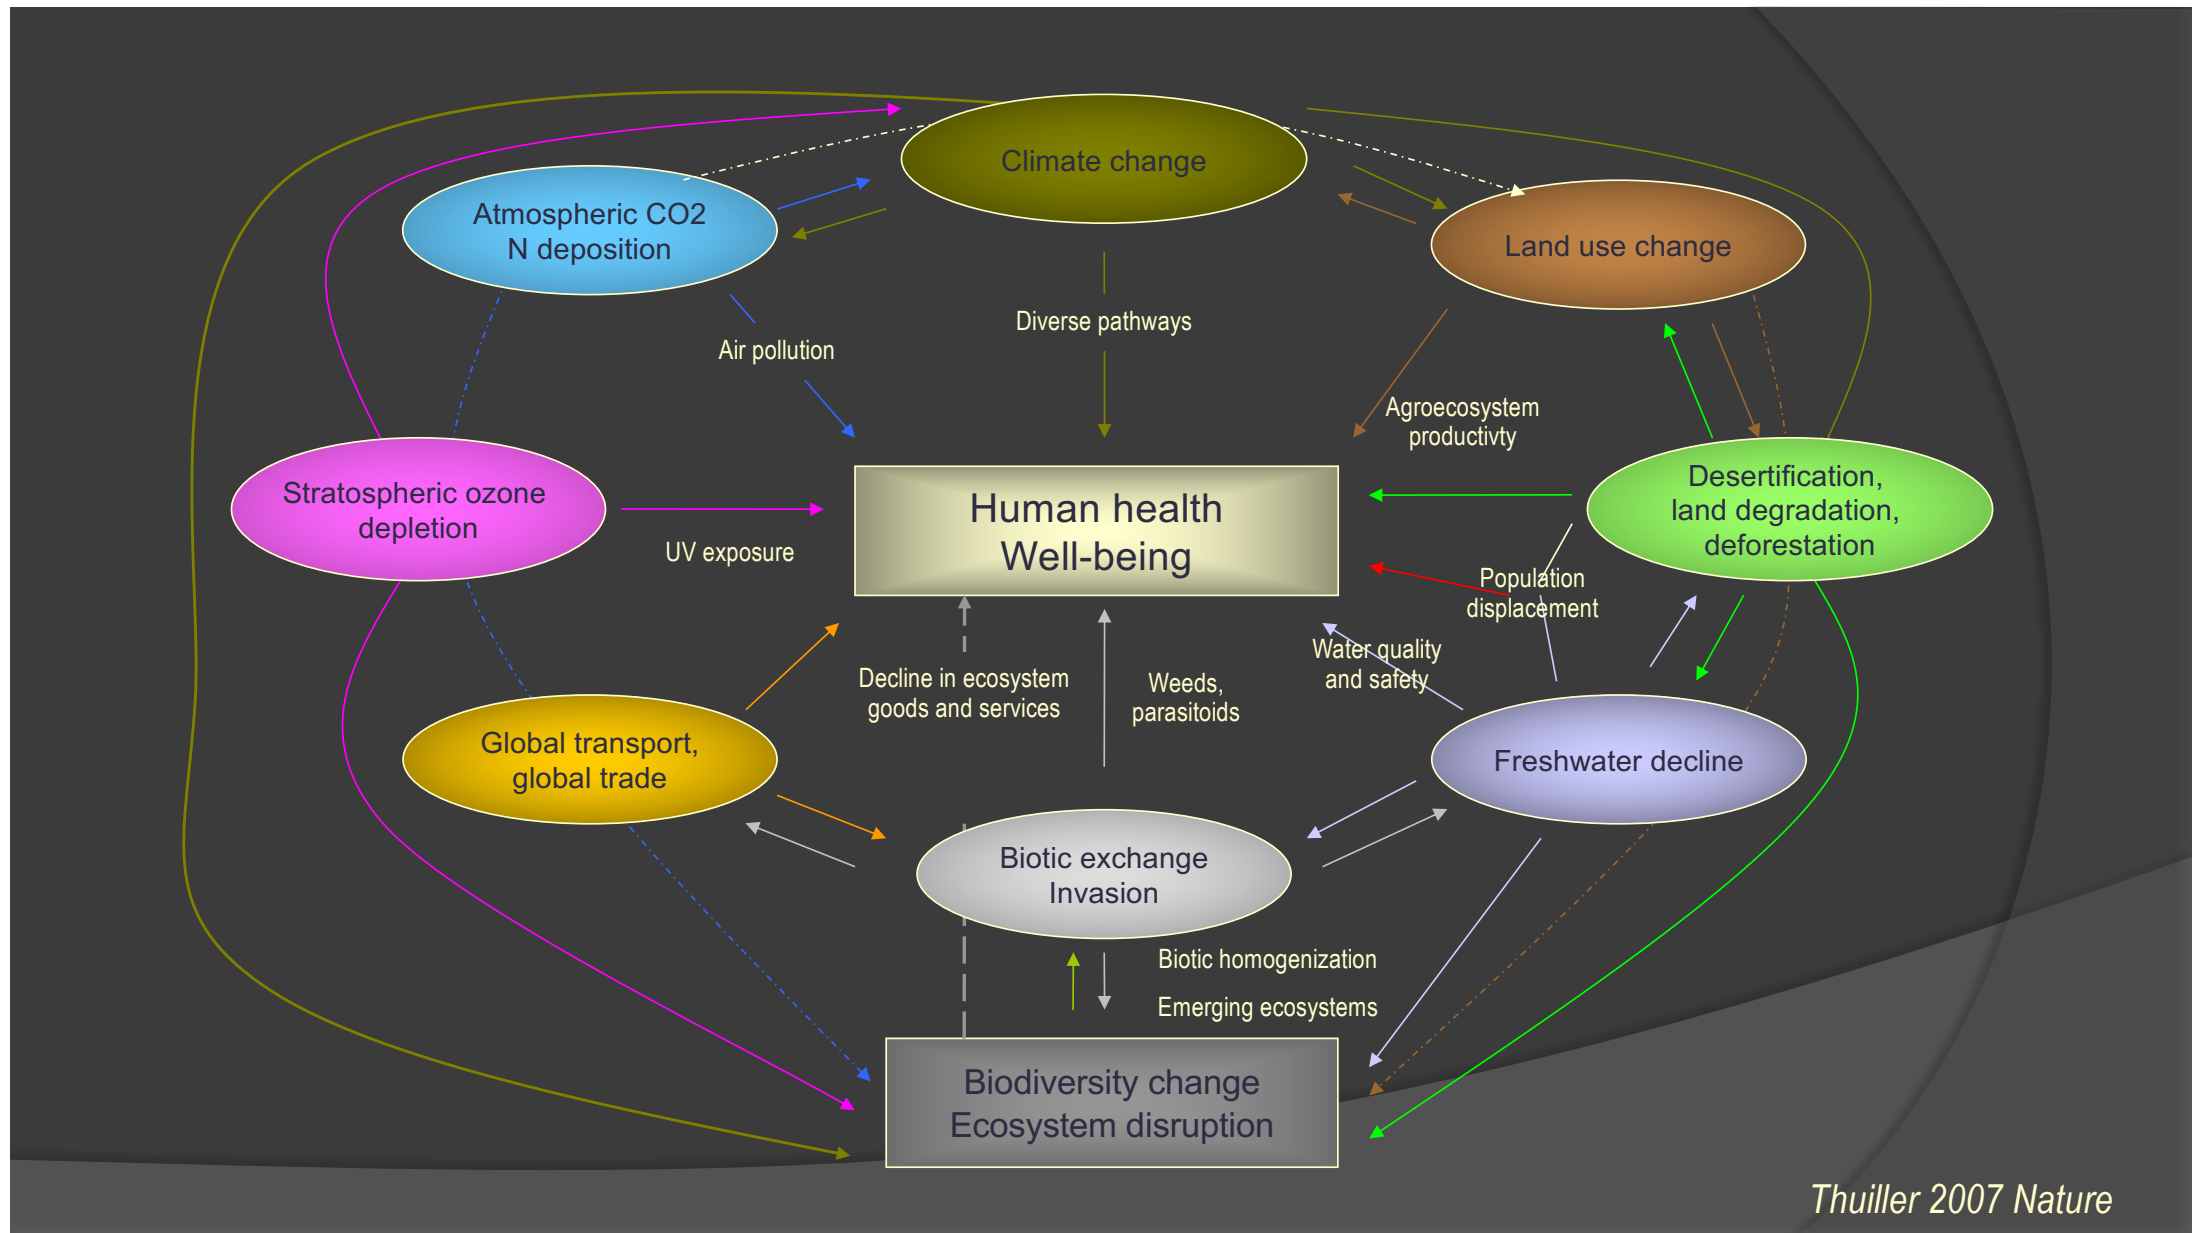 Climate change
Atmospheric CO2
N deposition
Land use change
Diverse pathways
Air pollution
Agroecosystem
productivty
Stratospheric ozone
depletion
Human health
Well-being
Desertification,
land degradation,
deforestation
UV exposure
Population
displacement
Water quality
and safety
Decline in ecosystem
goods and services
Weeds,
parasitoids
Global transport,
global trade
Freshwater decline
Biotic exchange
Invasion
Biotic homogenization
Emerging ecosystems
Biodiversity change
Ecosystem disruption
Thuiller 2007 Nature